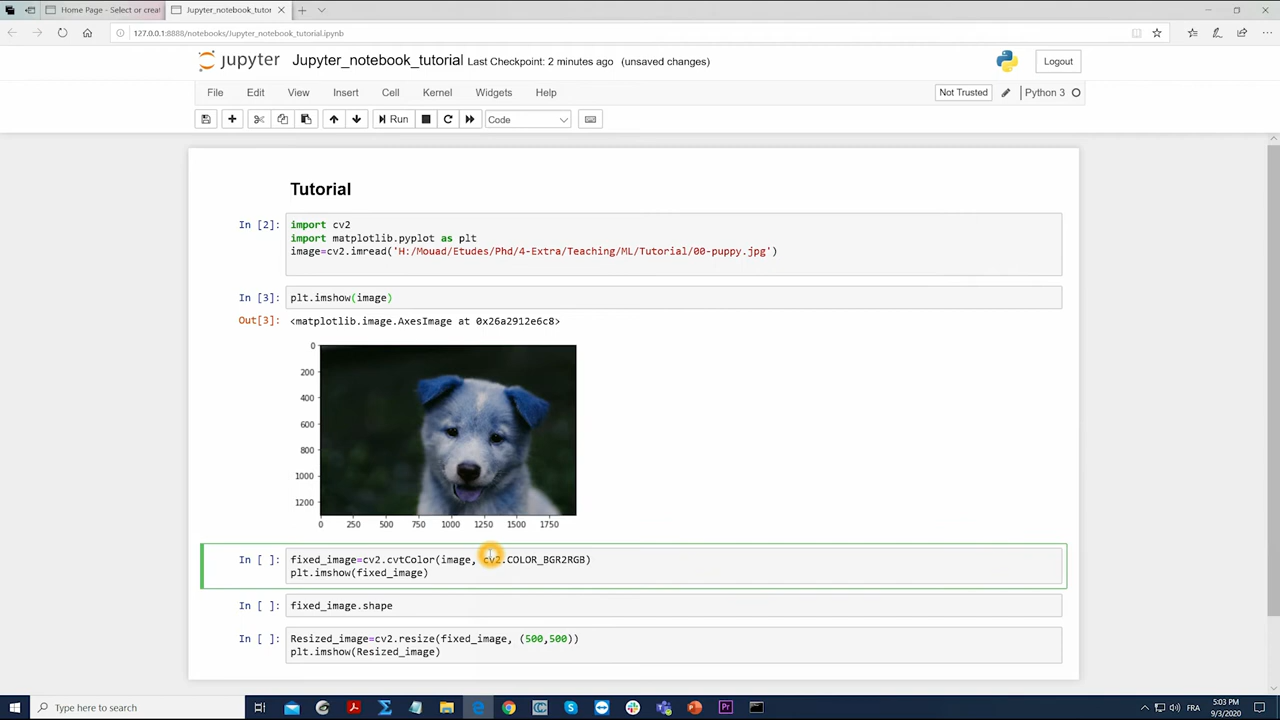 Home Page - Select or creat
Jupyter_notebook_tutor
127.0.0.1:8888/notebooks/Jupyter_notebook_tutorial.ipynb
jupyter Jupyter_notebook_tutorial Last Checkpoint: 2 minutes ago (unsaved changes)
Logout
File Edit View Insert Cell Kernel Widgets Help
Not Trusted
Python 3
Run
Code
Tutorial
In [2]:
import cv2
import matplotlib.pyplot as plt
image=cv2.imread('H:/Mouad/Etudes/Phd/4-Extra/Teaching/ML/Tutorial/00-puppy.jpg')
In [3]:
plt.imshow(image)
Out[3]:
<matplotlib.image.AxesImage at 0x26a2912e6c8>
0
200
400
600
800
1000
1200
0 250 500 750 1000 1250 1500 1750
In [ ]:
fixed_image=cv2.cvtColor(image, cv2.COLOR_BGR2RGB)
plt.imshow(fixed_image)
In [ ]:
fixed_image.shape
In [ ]:
Resized_image=cv2.resize(fixed_image, (500,500))
plt.imshow(Resized_image)
Type here to search
FRA
5:03 PM
9/3/2020